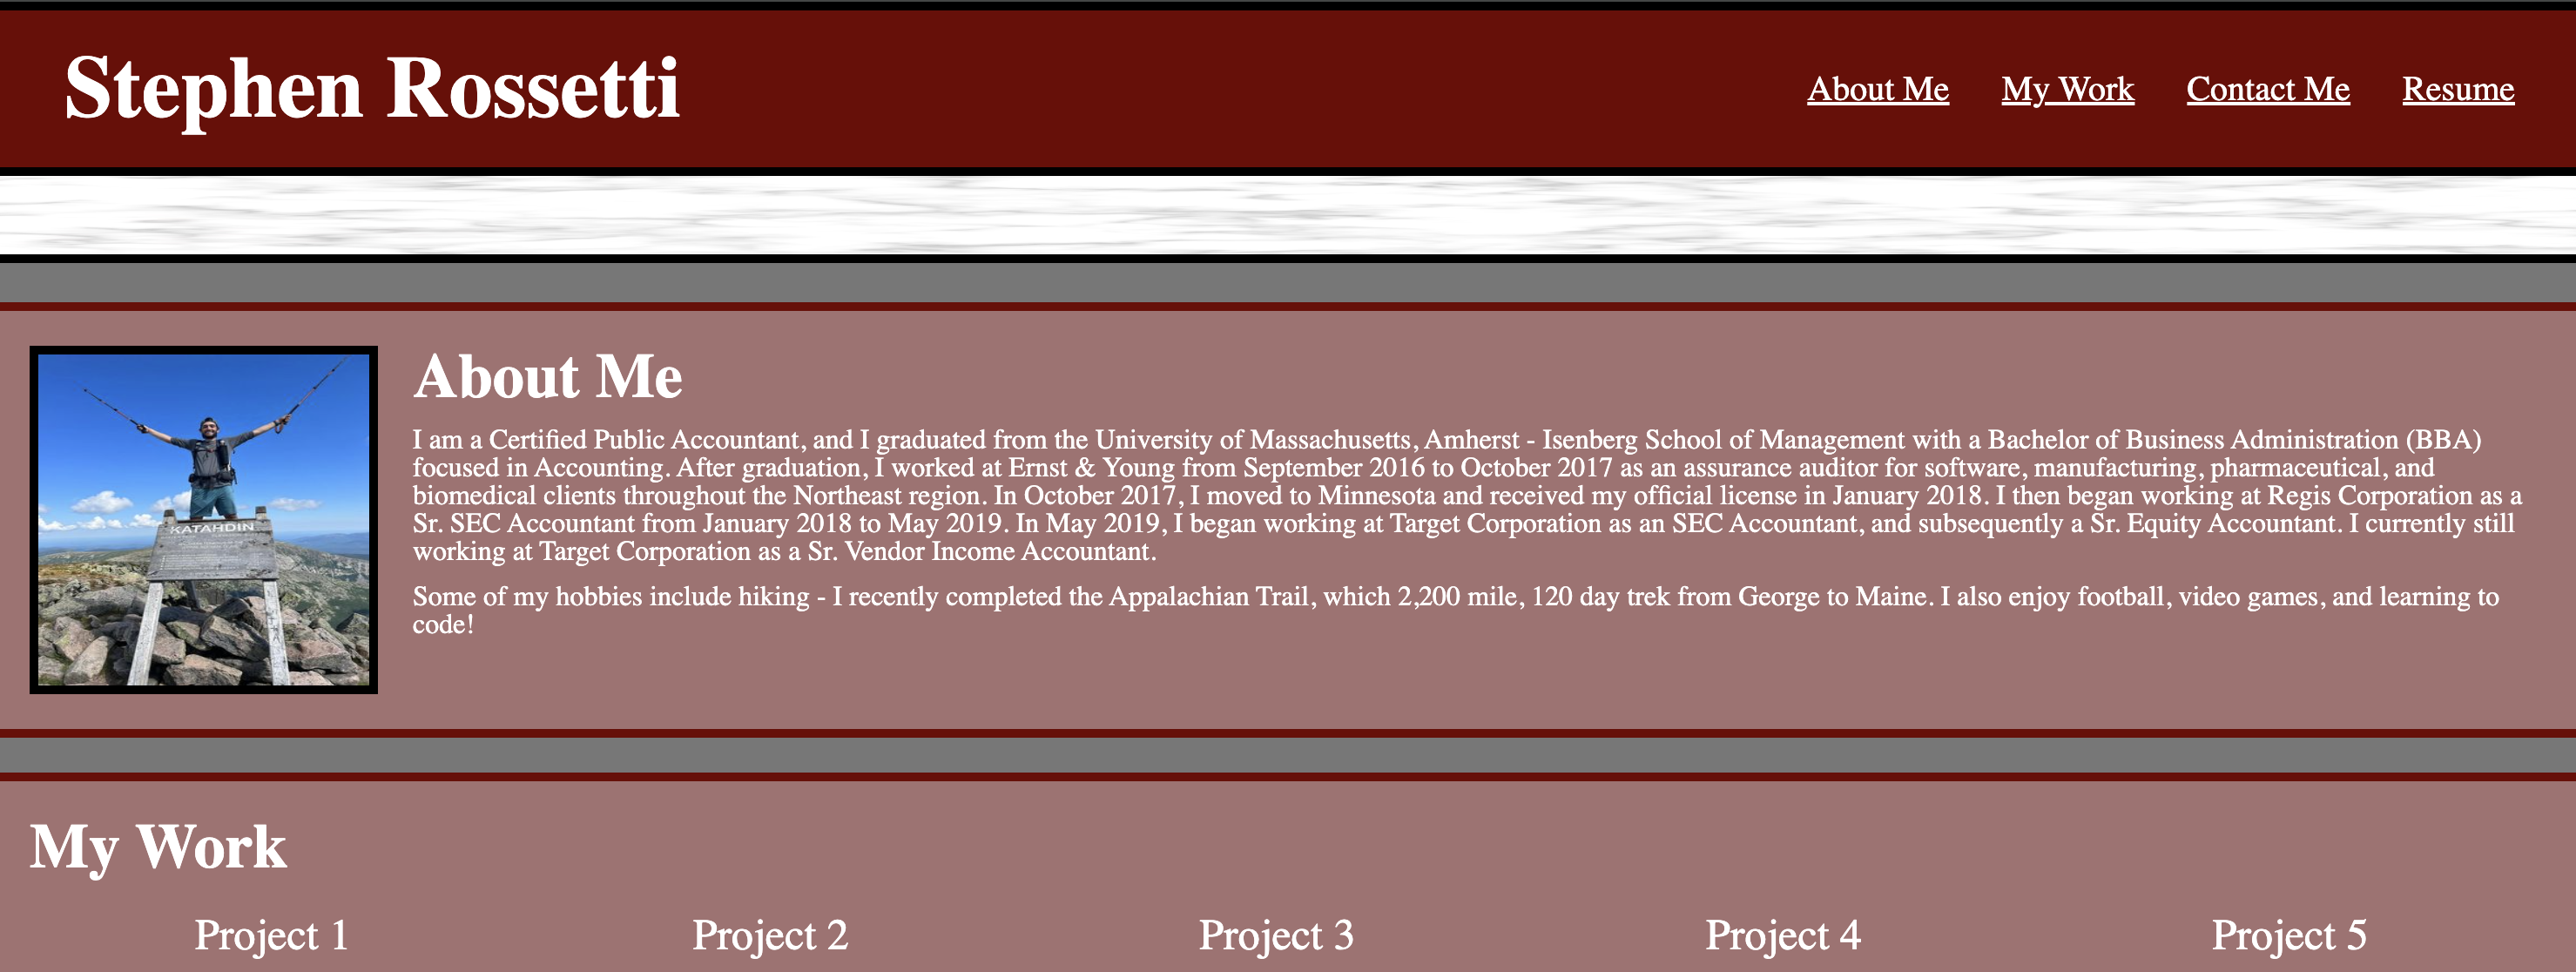 Stephen Rossetti
About Me
My Work
Contact Me
Resume
About Me
I am a Certified Public Accountant, and I graduated from the University of Massachusetts, Amherst - Isenberg School of Management with a Bachelor of Business Administration (BBA)
focused in Accounting. After graduation, I worked at Ernst & Young from September 2016 to October 2017 as an assurance auditor for software, manufacturing, pharmaceutical, and
biomedical clients throughout the Northeast region. In October 2017, I moved to Minnesota and received my official license in January 2018. I then began working at Regis Corporation as a
Sr. SEC Accountant from January 2018 to May 2019. In May 2019, I began working at Target Corporation as an SEC Accountant, and subsequently a Sr. Equity Accountant. I currently still
working at Target Corporation as a Sr. Vendor Income Accountant.
Some of my hobbies include hiking - I recently completed the Appalachian Trail, which 2,200 mile, 120 day trek from George to Maine. I also enjoy football, video games, and learning to
code!
KATAHDIN
My Work
Project 1
Project 2
Project 3
Project 4
Project 5